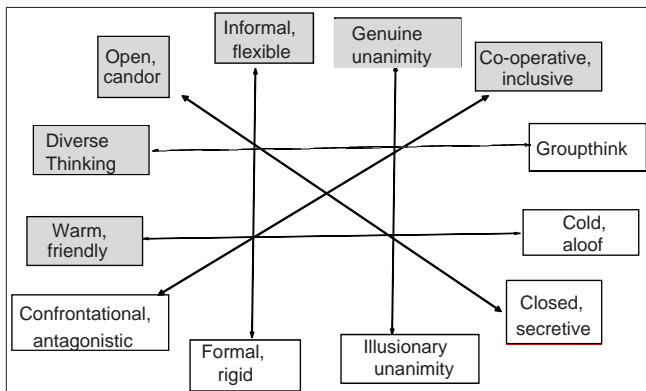 Informal,
flexible
Genuine
unanimity
Open,
candor
Co-operative,
inclusive
Diverse
Thinking
Groupthink
Warm,
friendly
Cold,
aloof
Confrontational,
antagonistic
Closed,
secretive
Formal,
rigid
Illusionary
unanimity